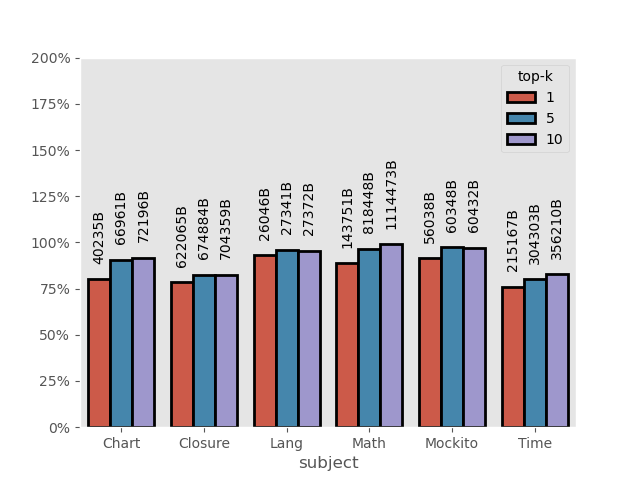 200%
175%
150%
125%
100%
75%
50%
25%
0%
top-k
1
5
10
40235B
66961B
72196B
622065B
674884B
704359B
26046B
27341B
27372B
143751B
818448B
1114473B
56038B
60348B
60432B
215167B
304303B
356210B
Chart Closure Lang Math Mockito Time
subject